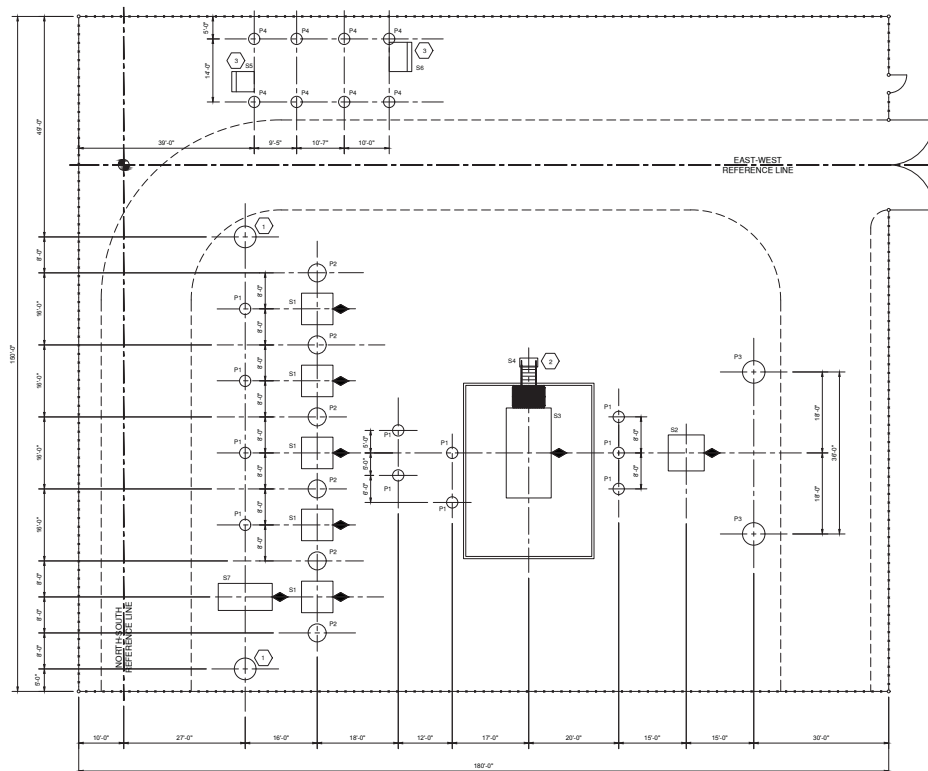 P4 P4 P4 P4
5'-0"
3
3
S5
S6
14'-0"
P4 P4 P4 P4
49'-0"
39'-0" 9'-5" 10'-7" 10'-0"
EAST-WEST
REFERENCE LINE
1
8'-0"
P2
8'-0"
P1 S1
16'-0"
8'-0"
P2
150'-0"
8'-0"
S4 2
P3
P1 S1
16'-0"
8'-0"
P2
S3
18'-0"
8'-0"
P1
5'-0"
P1
8'-0"
S2
P1 S1
P1
P1
36'-0"
16'-0"
8'-0"
5'-0"
8'-0"
P2
P1
6'-0"
P1
P1
18'-0"
8'-0"
P1 S1
P3
16'-0"
8'-0"
P2
8'-0"
S7 S1
8'-0"
P2
NORTH-SOUTH
REFERENCE LINE
8'-0"
1
5'-0"
10'-0" 27'-0" 16'-0" 18'-0" 12'-0" 17'-0" 20'-0" 15'-0" 15'-0" 30'-0"
180'-0"